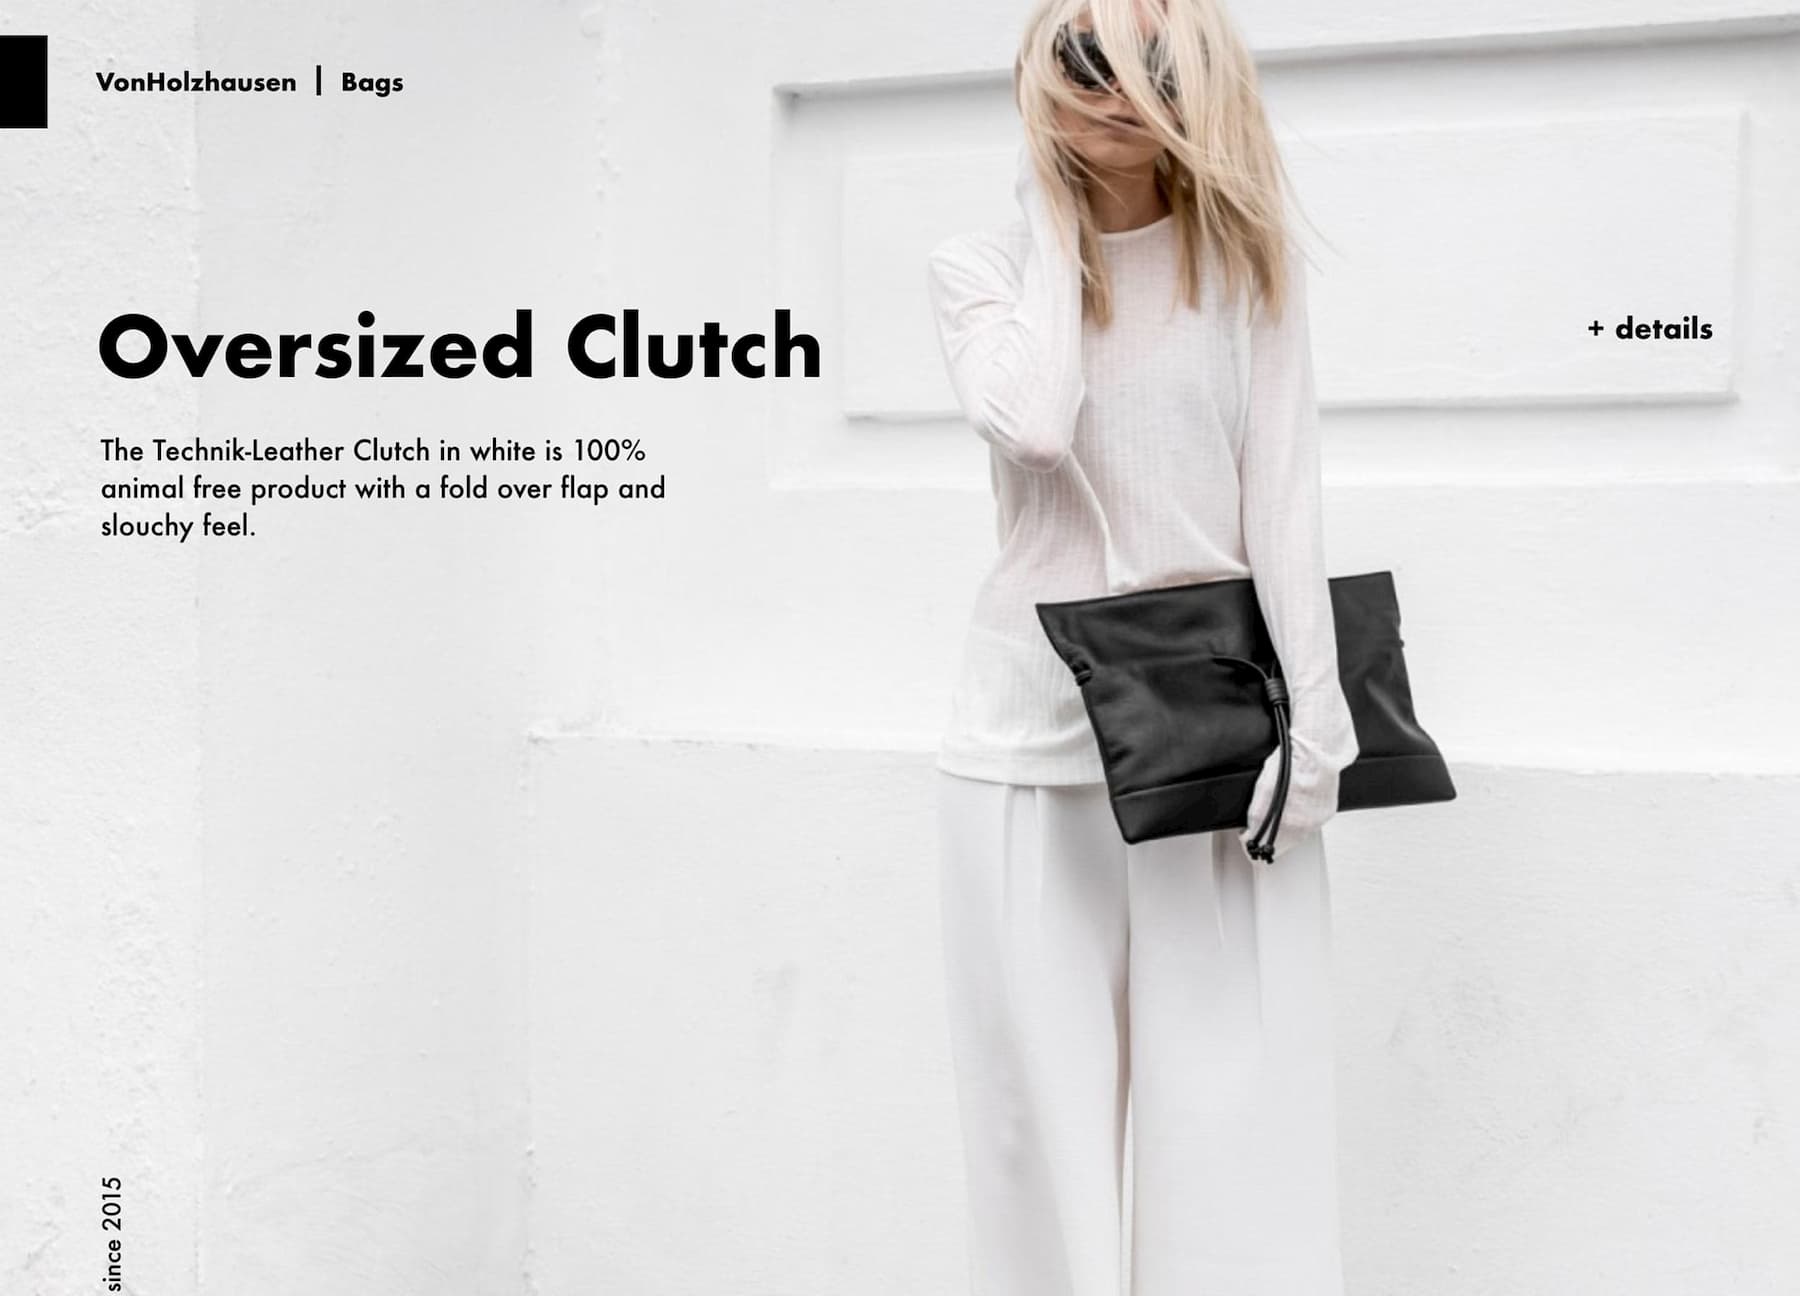 VonHolzhausen | Bags
Oversized Clutch
+ details
The Technik-Leather Clutch in white is 100%
animal free product with a fold over flap and
slouchy feel.
since 2015